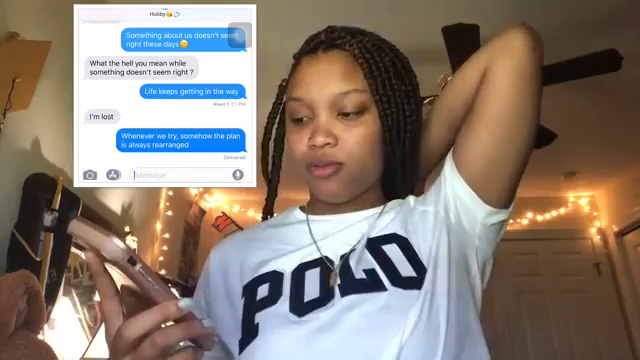 Hubby😘💍
Something about us doesn't seem
right these days🙂
What the hell you mean while
something doesn't seem right ?
Life keeps getting in the way
Read 6:21 PM
I'm lost
Whenever we try, somehow the plan
is always rearranged
Delivered
Message
POLO